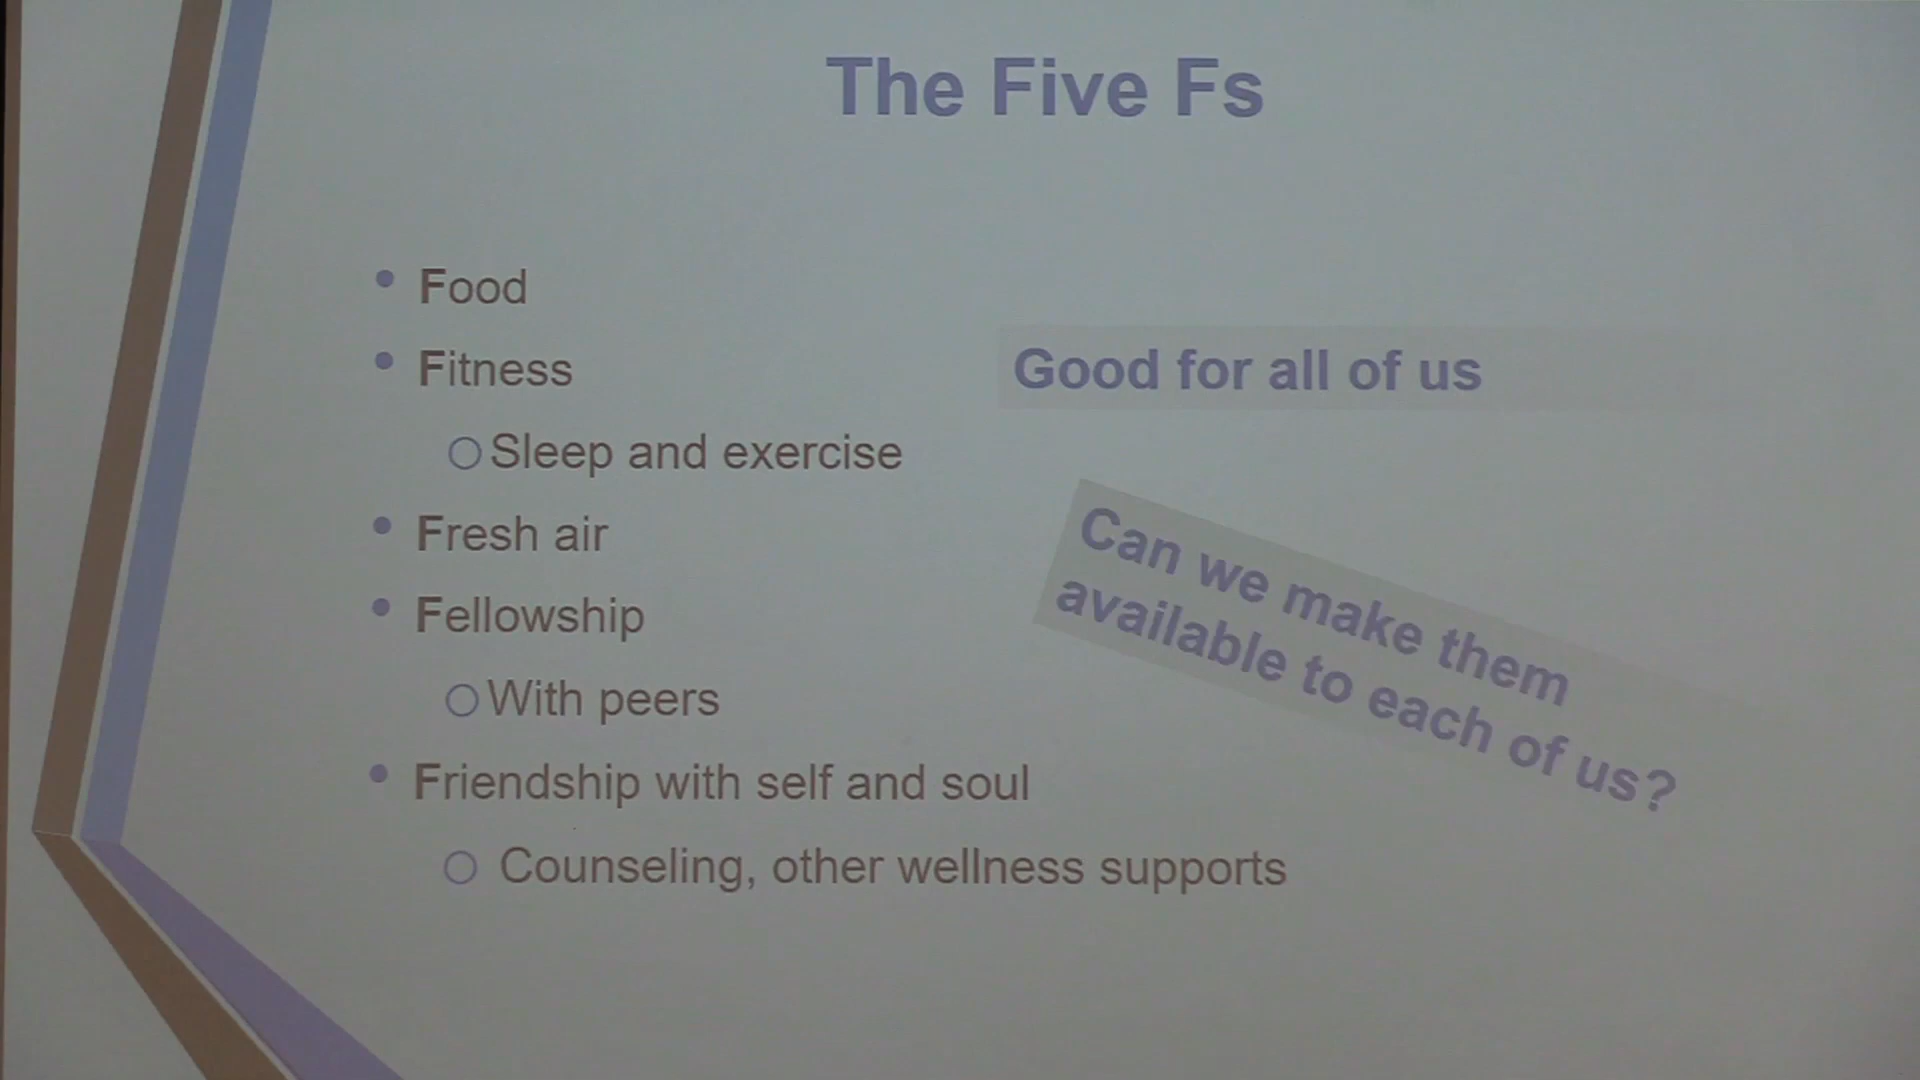 The Five Fs
• Food
• Fitness
○ Sleep and exercise
• Fresh air
• Fellowship
○ With peers
• Friendship with self and soul
○ Counseling, other wellness supports
Good for all of us
Can we make them
available to each of us?